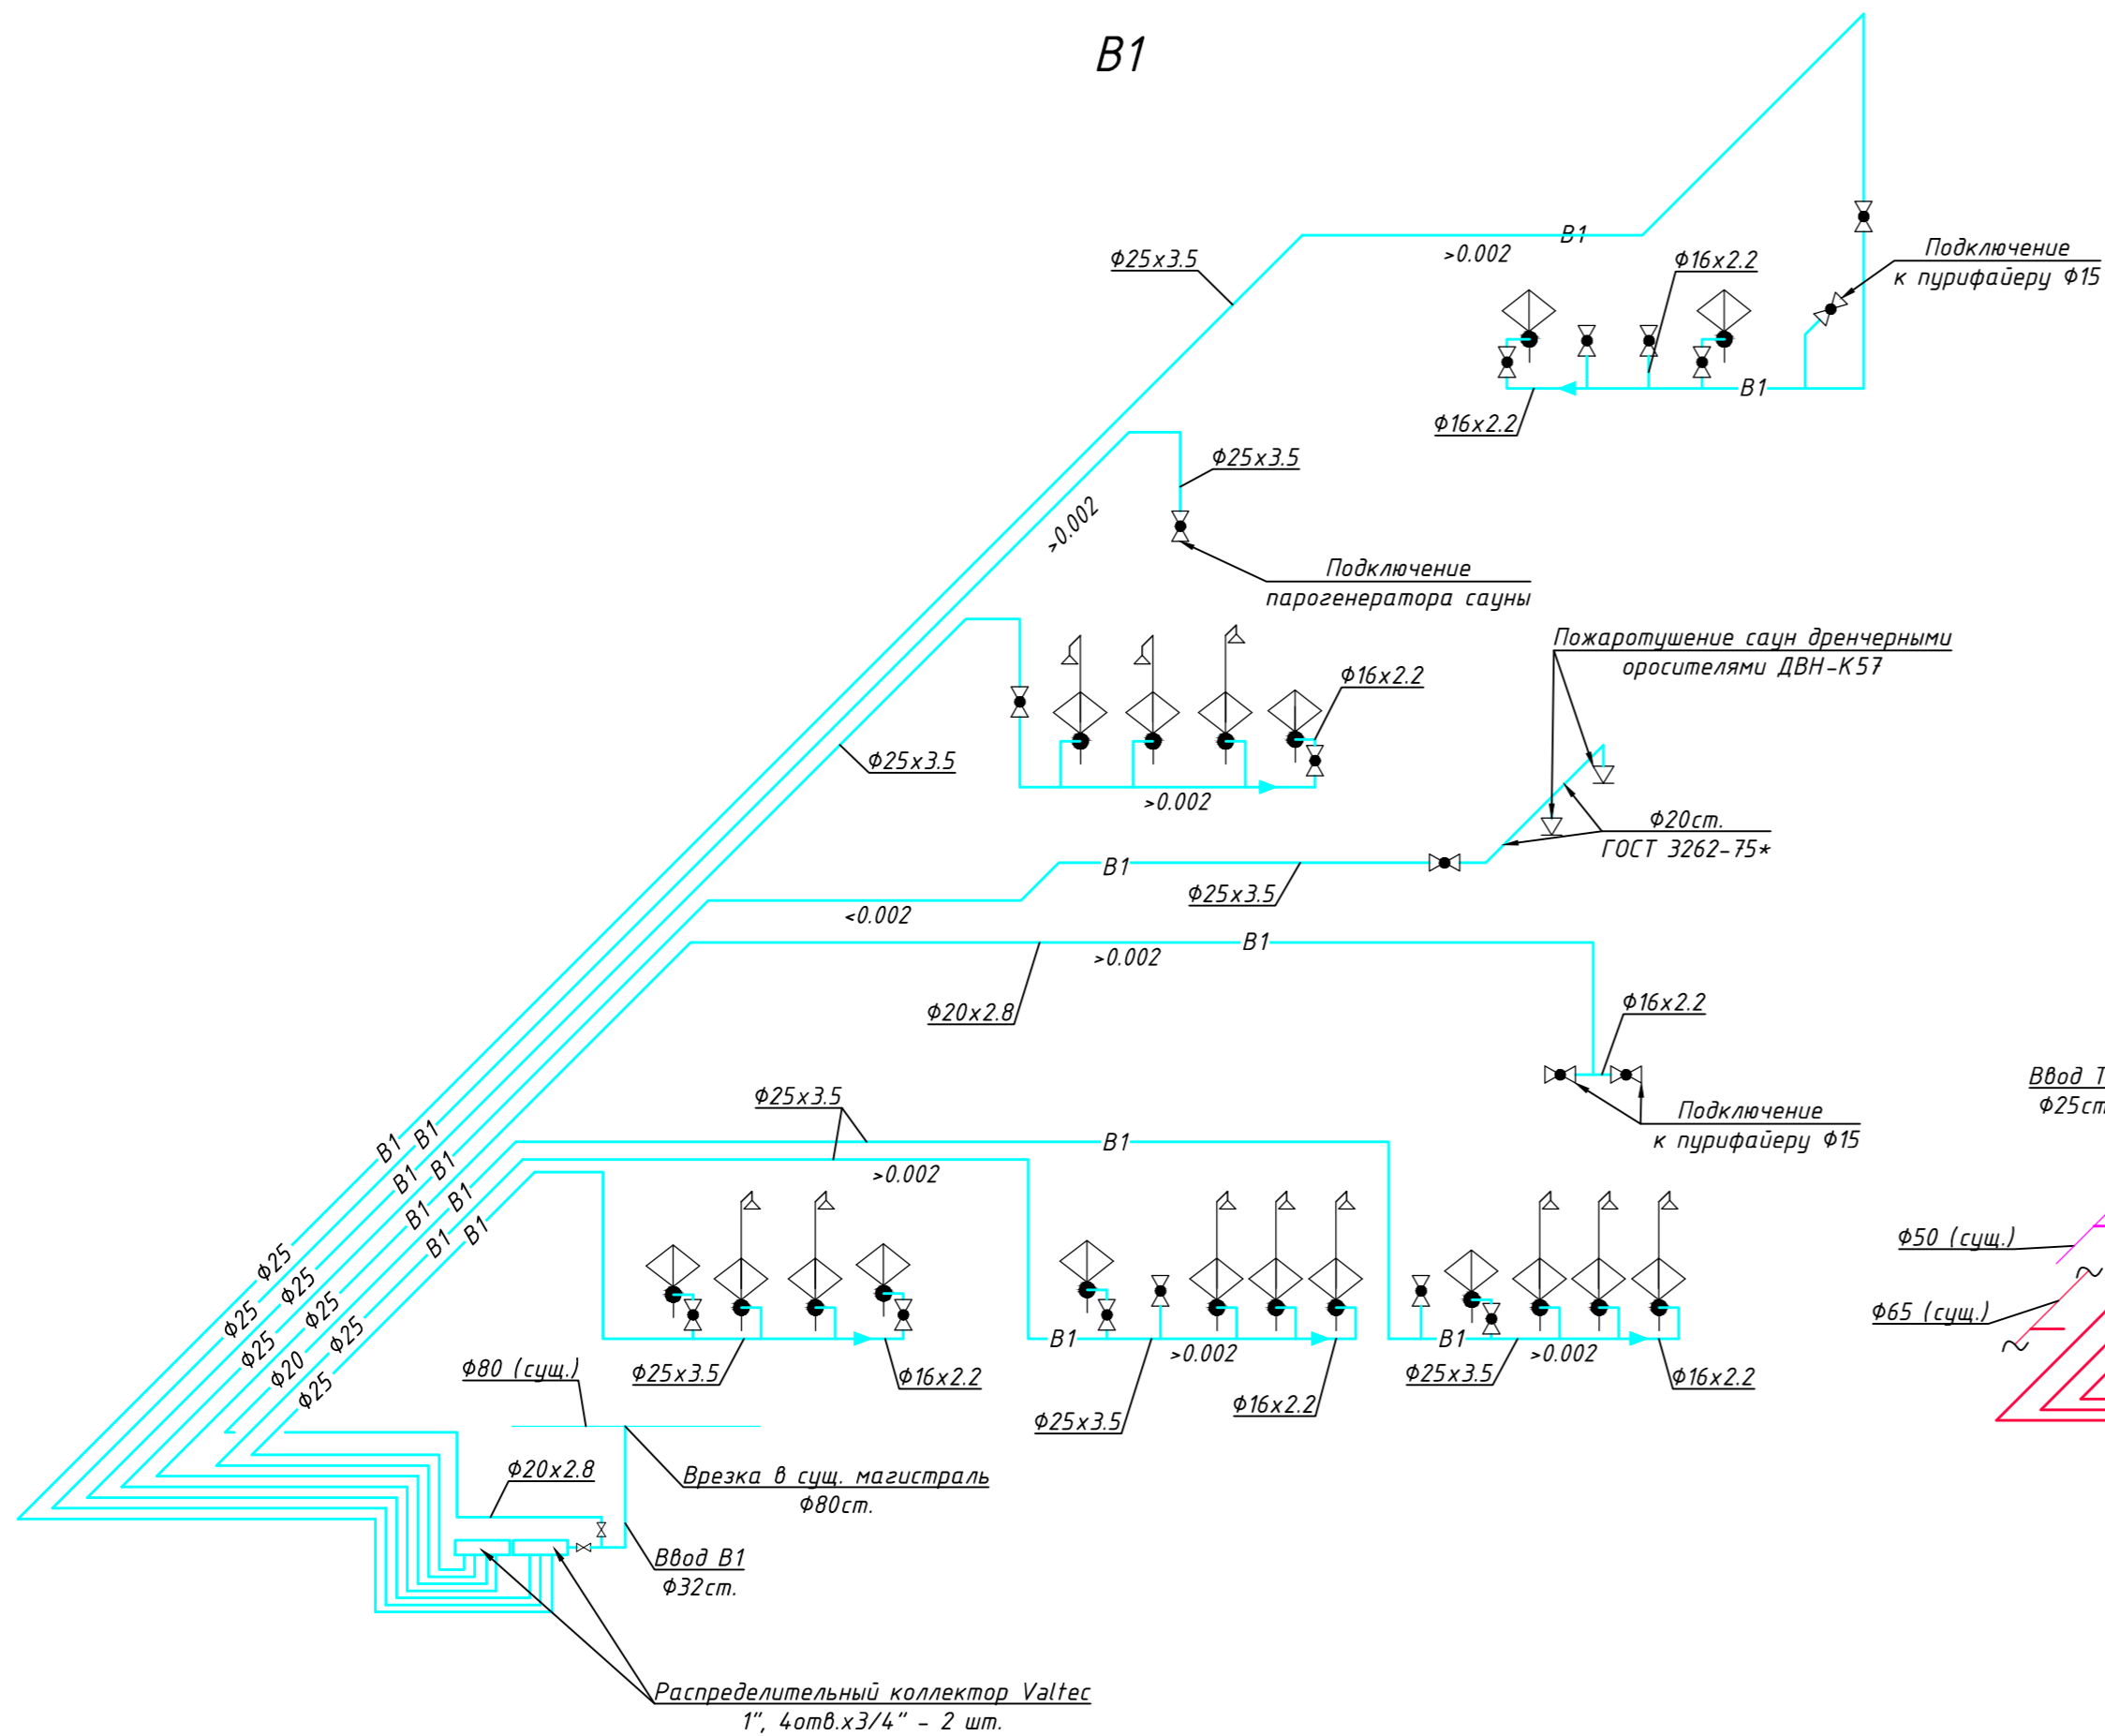 В1
В1
>0.002
Ф25х3.5
Ф16х2.2
Подключение
к пурифайеру Ф15
В1
Ф16х2.2
Ф25х3.5
>0.002
Подключение
парогенератора сауны
Пожаротушение саун дренчерными
оросителями ДВН-К57
Ф16х2.2
Ф25х3.5
>0.002
Ф20ст.
ГОСТ 3262-75*
В1
Ф25х3.5
<0.002
В1
>0.002
Ф20х2.8
Ф16х2.2
Подключение
к пурифайеру Ф15
Ввод Т
Ф25ст
Ф25х3.5
В1
>0.002
В1
В1
В1
В1
В1
В1
В1
В1
Ф25
Ф25
Ф25
Ф25
Ф25
Ф25
Ф20
Ф25
Ф50 (сущ.)
Ф65 (сущ.)
В1
>0.002
В1
>0.002
Ф25х3.5
Ф16х2.2
Ф25х3.5
Ф16х2.2
Ф25х3.5
Ф16х2.2
Ф80 (сущ.)
Ф20х2.8
Врезка в сущ. магистраль
Ф80ст.
Ввод В1
Ф32ст.
Распределительный коллектор Valtec
1", 4отв.х3/4" - 2 шт.